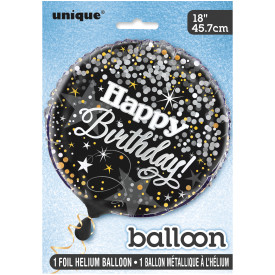 unique
18"
45.7cm
Happy
Birthday!
balloon
1 FOIL HELIUM BALLOON • 1 BALLON MÉTALLIQUE À L'HÉLIUM